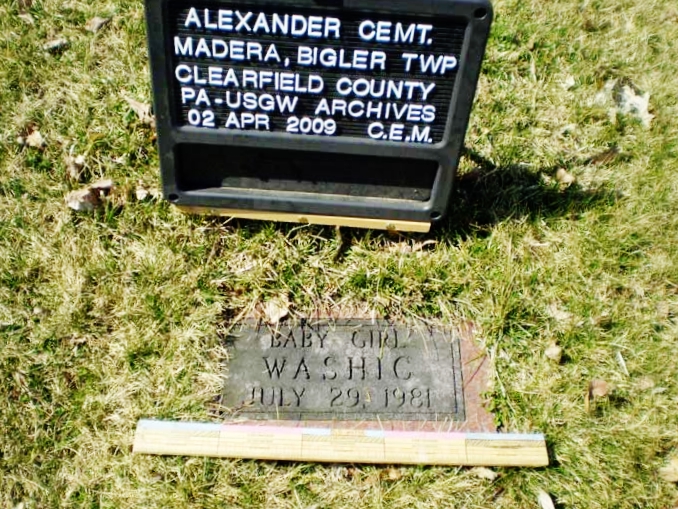 ALEXANDER CEMT.
MADERA, BIGLER TWP
CLEARFIELD COUNTY
PA-USGW ARCHIVES
02 APR 2009 C.E.M.
BABY GIRL
WASHIC
JULY 29, 1981